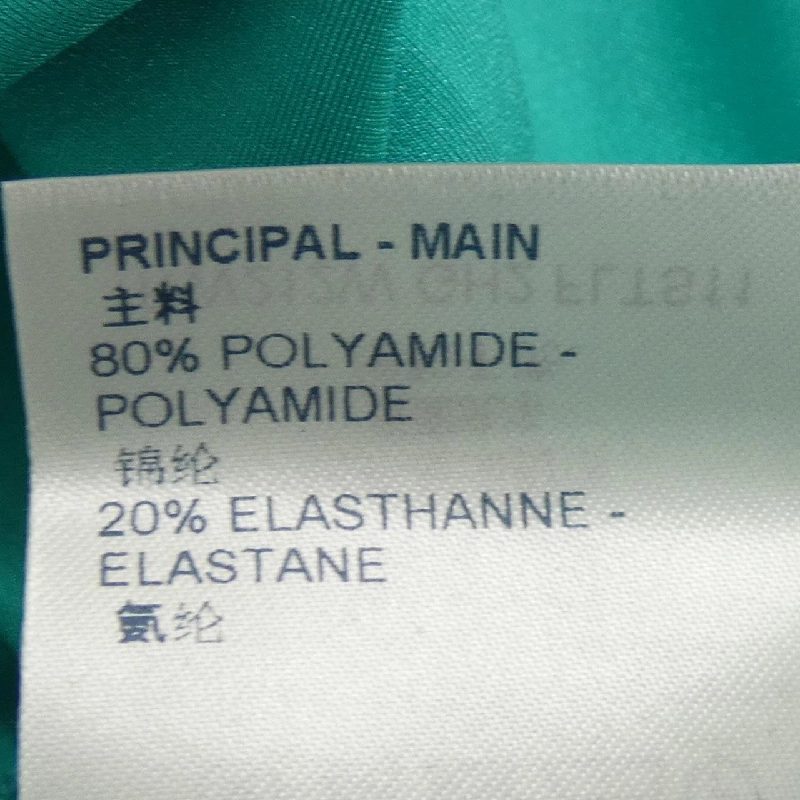 PRINCIPAL - MAIN
主料
80% POLYAMIDE -
POLYAMIDE
锦纶
20% ELASTHANNE -
ELASTANE
氨纶